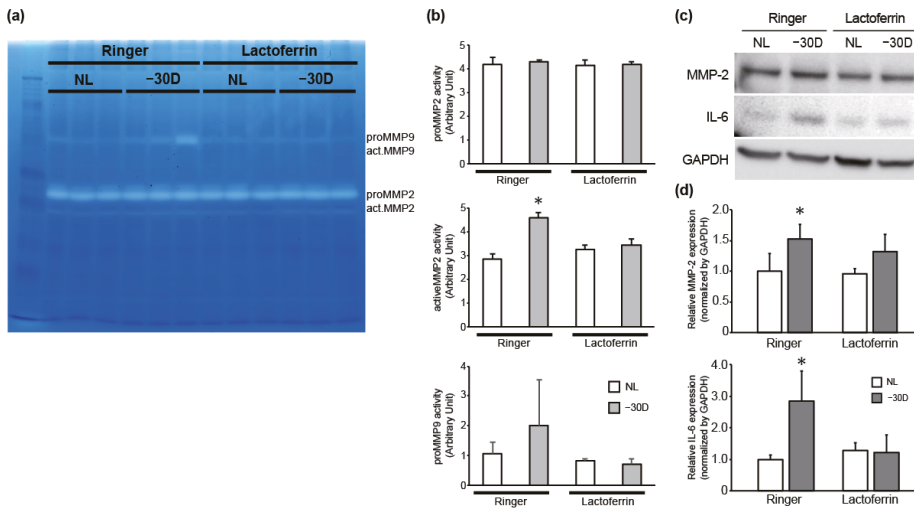 (a)
Ringer Lactoferrin
NL −30D NL −30D
proMMP9
act.MMP9
proMMP2
act.MMP2
(b)
proMMP2 activity
(Arbitrary Unit)
5
4
3
2
1
0
Ringer Lactoferrin
activeMMP2 activity
(Arbitrary Unit)
5
4
3
2
1
0
*
Ringer Lactoferrin
proMMP9 activity
(Arbitrary Unit)
4
3
2
1
0
NL
−30D
Ringer Lactoferrin
(c)
Ringer Lactoferrin
NL −30D NL −30D
MMP-2
IL-6
GAPDH
(d)
Relative MMP-2 expression
(normalized by GAPDH)
2.0
1.5
1.0
0.5
0
*
Ringer Lactoferrin
Relative IL-6 expression
(normalized by GAPDH)
4.0
3.0
2.0
1.0
0
*
NL
−30D
Ringer Lactoferrin